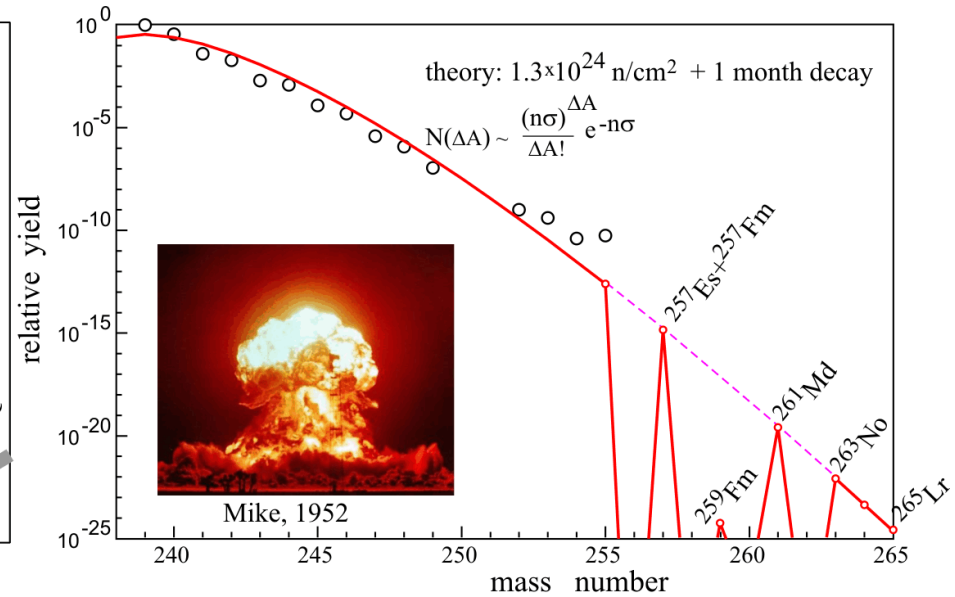 10^0
10^-5
10^-10
10^-15
10^-20
10^-25
relative yield
theory: 1.3x10^24 n/cm² + 1 month decay
N(ΔA) ~ (nσ)^ΔA / ΔA! e^-nσ
257Es+257Fm
261Md
263No
259Fm
265Lr
Mike, 1952
240 245 250 255 260 265
mass number